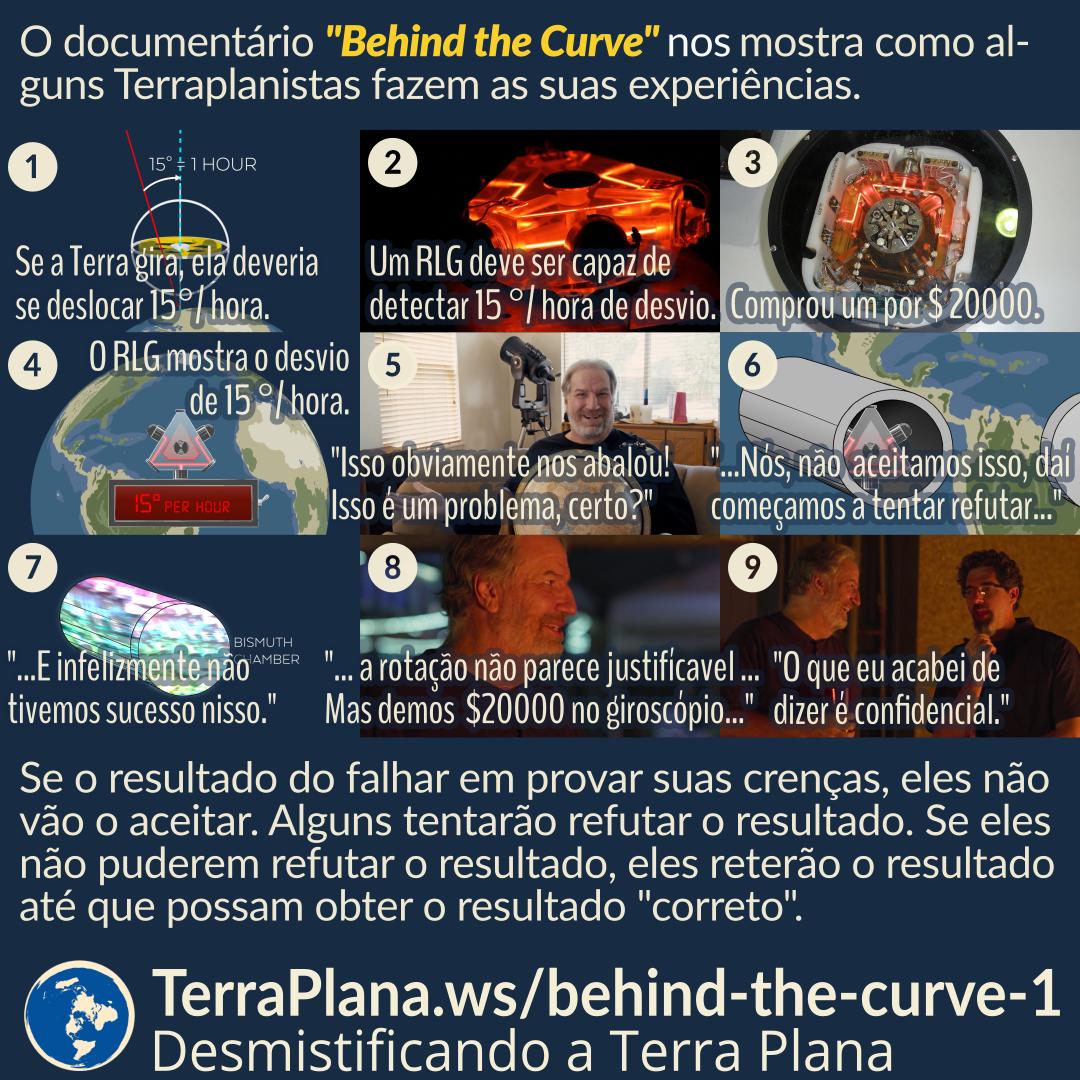 O documentário "Behind the Curve" nos mostra como al-
guns Terraplanistas fazem as suas experiências.
1
15° = 1 HOUR
Se a Terra gira, ela deveria
se deslocar 15°/ hora.
2
Um RLG deve ser capaz de
detectar 15 °/ hora de desvio.
3
Comprou um por $ 20000.
4
O RLG mostra o desvio
de 15 °/ hora.
15° PER HOUR
5
"Isso obviamente nos abalou!
Isso é um problema, certo?"
6
"...Nós, não aceitamos isso, daí
começamos a tentar refutar..."
7
BISMUTH
CHAMBER
"...E infelizmente não
tivemos sucesso nisso."
8
"... a rotação não parece justifícavel ...
Mas demos $20000 no giroscópio..."
9
"O que eu acabei de
dizer é confidencial."
Se o resultado do falhar em provar suas crenças, eles não
vão o aceitar. Alguns tentarão refutar o resultado. Se eles
não puderem refutar o resultado, eles reterão o resultado
até que possam obter o resultado "correto".
TerraPlana.ws/behind-the-curve-1
Desmistificando a Terra Plana